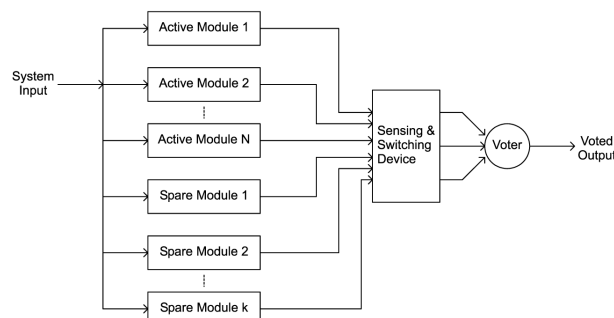 Active Module 1
System
Input
Active Module 2
Active Module N
Sensing &
Switching
Device
Voter
Voted
Output
Spare Module 1
Spare Module 2
Spare Module k